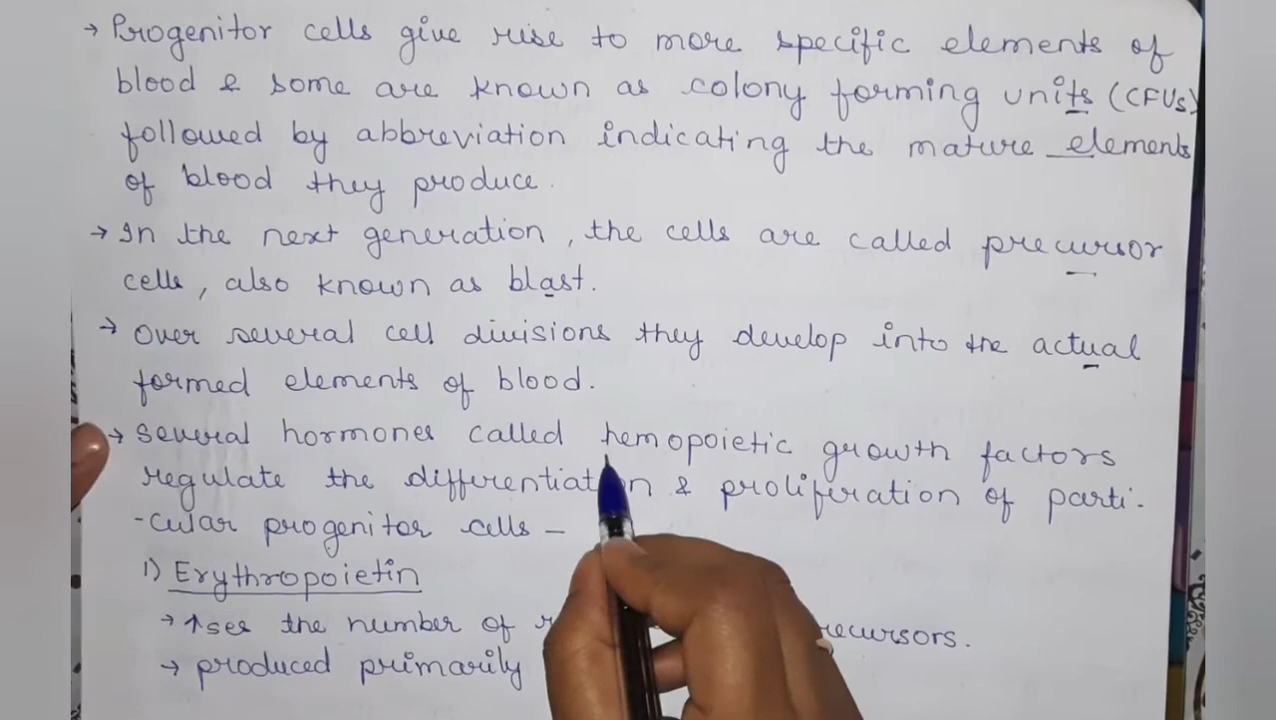 → Progenitor cells give rise to more specific elements of
blood & some are known as colony forming units (CFUs)
followed by abbreviation indicating the mature elements
of blood they produce.
→ In the next generation, the cells are called precursor
cells, also known as blast.
→ Over several cell divisions they develop into the actual
formed elements of blood.
→ Several hormones called hemopoietic growth factors
regulate the differentiation & proliferation of parti-
-cular progenitor cells –
1) Erythropoietin
→ ↑ses the number of
→ produced primarily